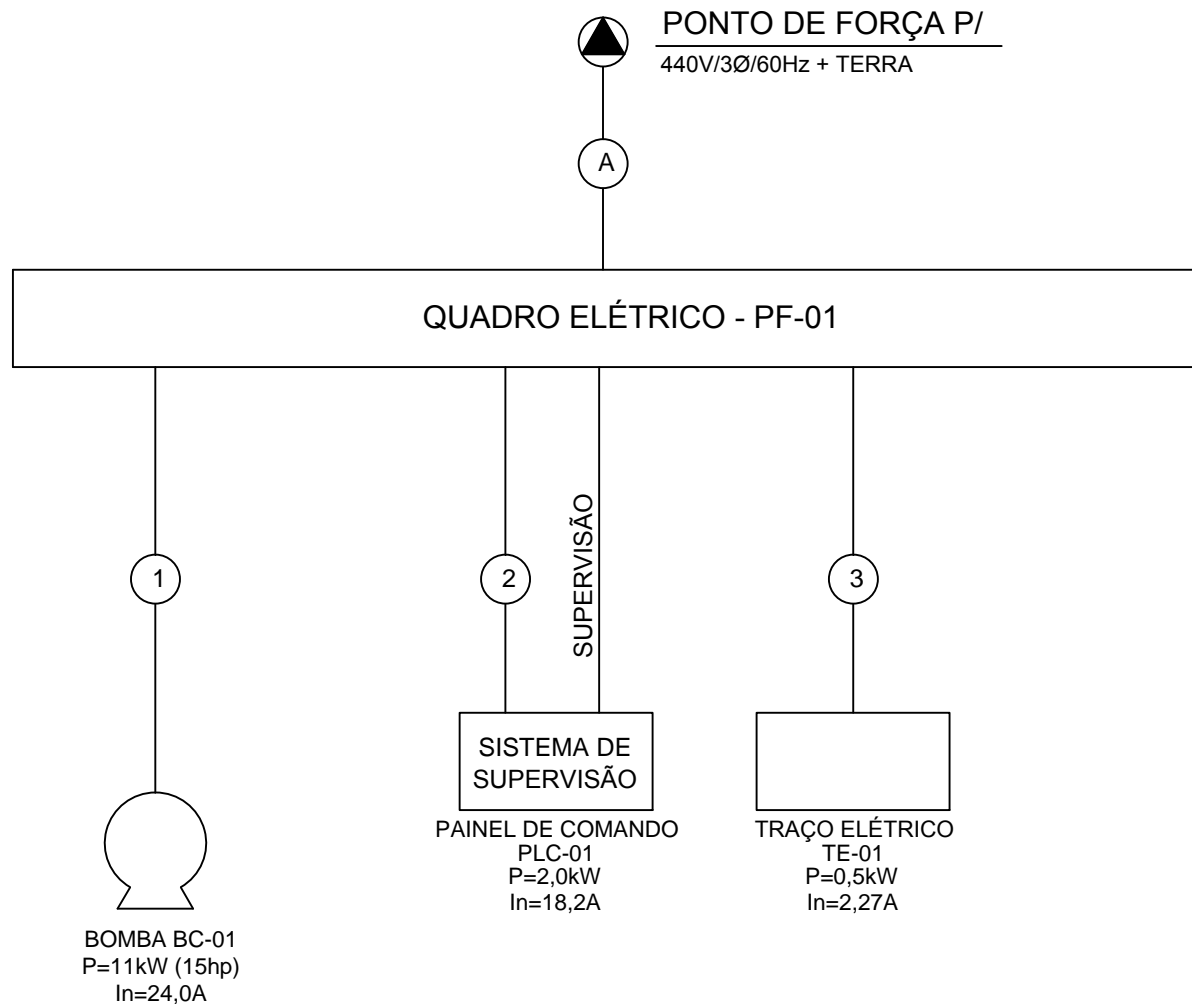 PONTO DE FORÇA P/
440V/3Ø/60Hz + TERRA
A
QUADRO ELÉTRICO - PF-01
1
2
SUPERVISÃO
3
SISTEMA DE
SUPERVISÃO
PAINEL DE COMANDO
PLC-01
P=2,0kW
In=18,2A
TRAÇO ELÉTRICO
TE-01
P=0,5kW
In=2,27A
BOMBA BC-01
P=11kW (15hp)
In=24,0A